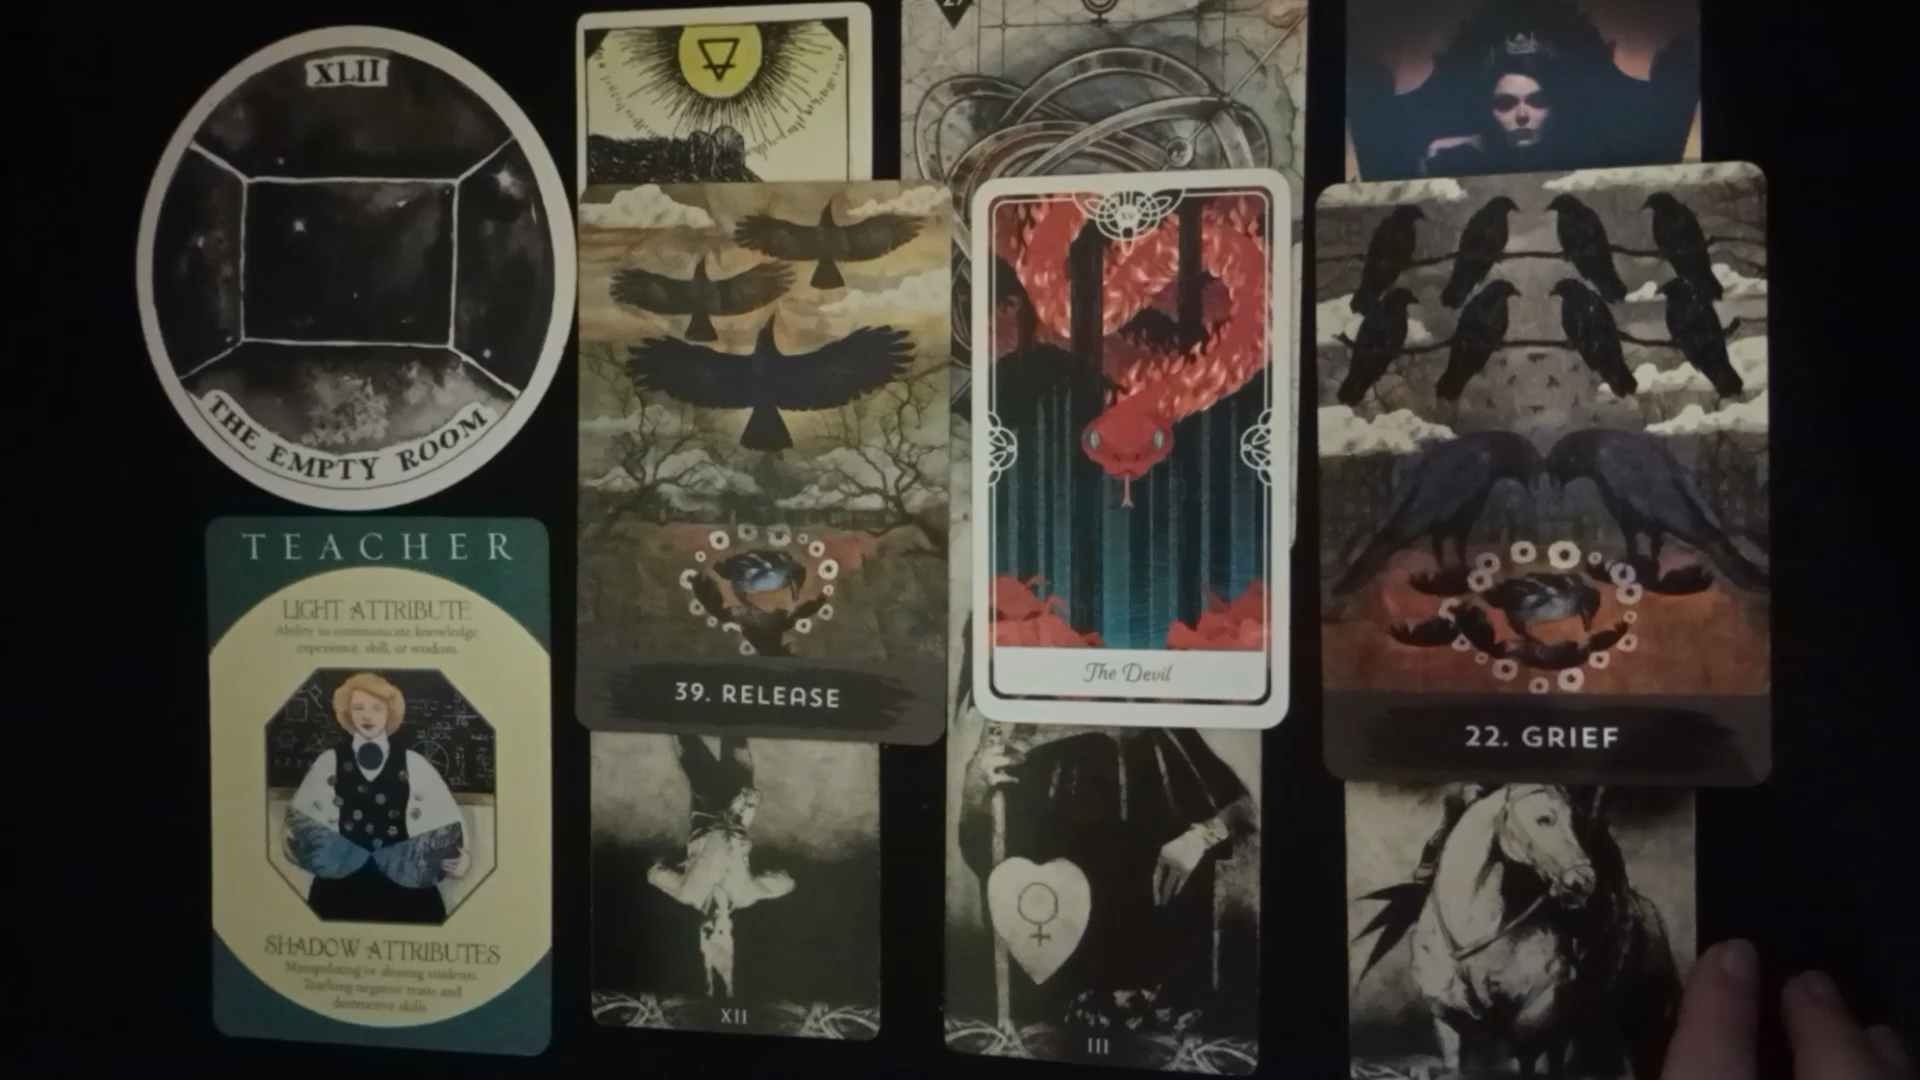 XLII
THE EMPTY ROOM
TEACHER
LIGHT ATTRIBUTE
Ability to communicate knowledge,
experience, skill, or wisdom.
SHADOW ATTRIBUTES
Manipulating or abusing students.
Teaching negative traits and
destructive skills.
39. RELEASE
XII
XV
The Devil
III
22. GRIEF